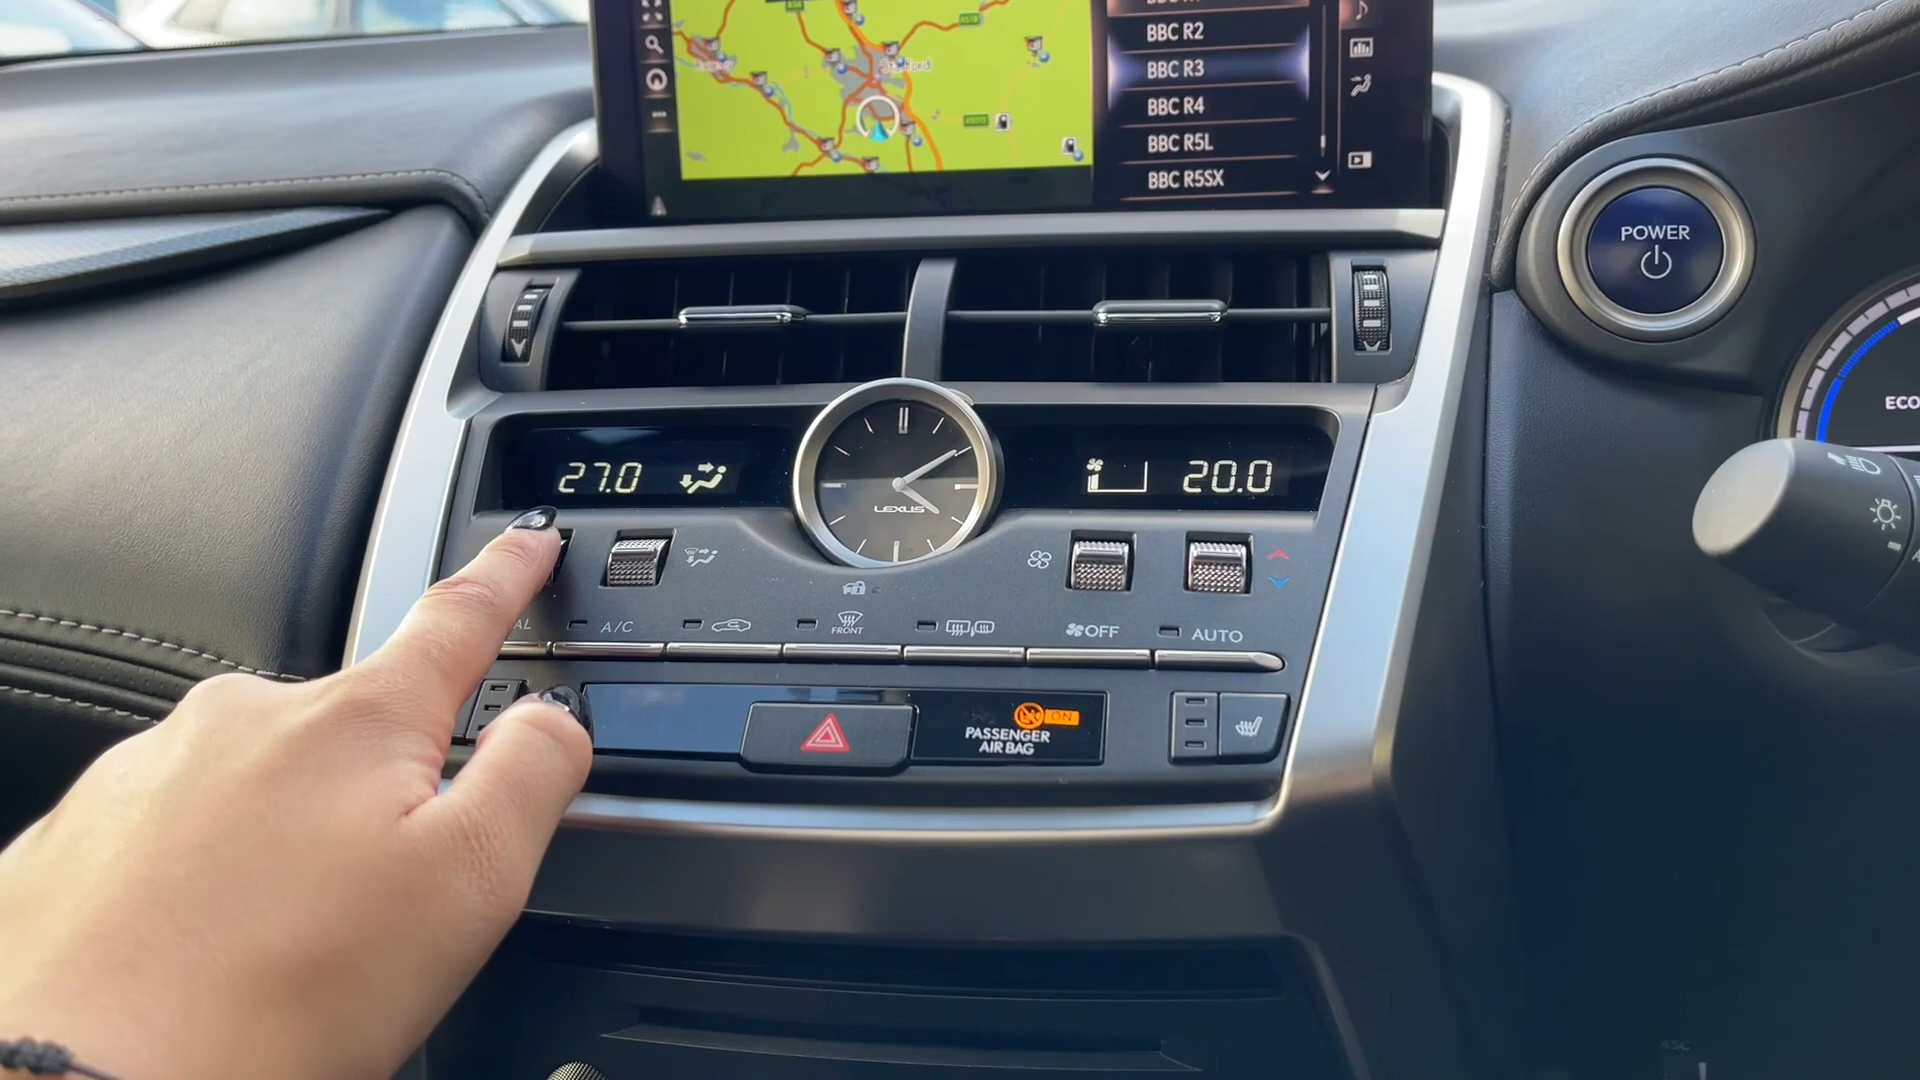 BBC R2
BBC R3
BBC R4
BBC R5L
BBC R5SX
POWER
ECO
27.0
20.0
LEXUS
A/C
FRONT
OFF
AUTO
ON
PASSENGER
AIR BAG